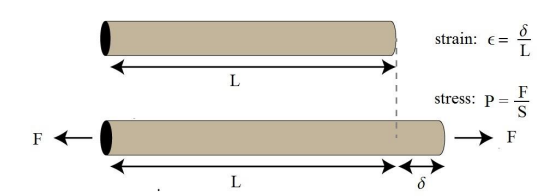 strain: ϵ = δ/L
L
stress: P = F/S
F
F
L
δ